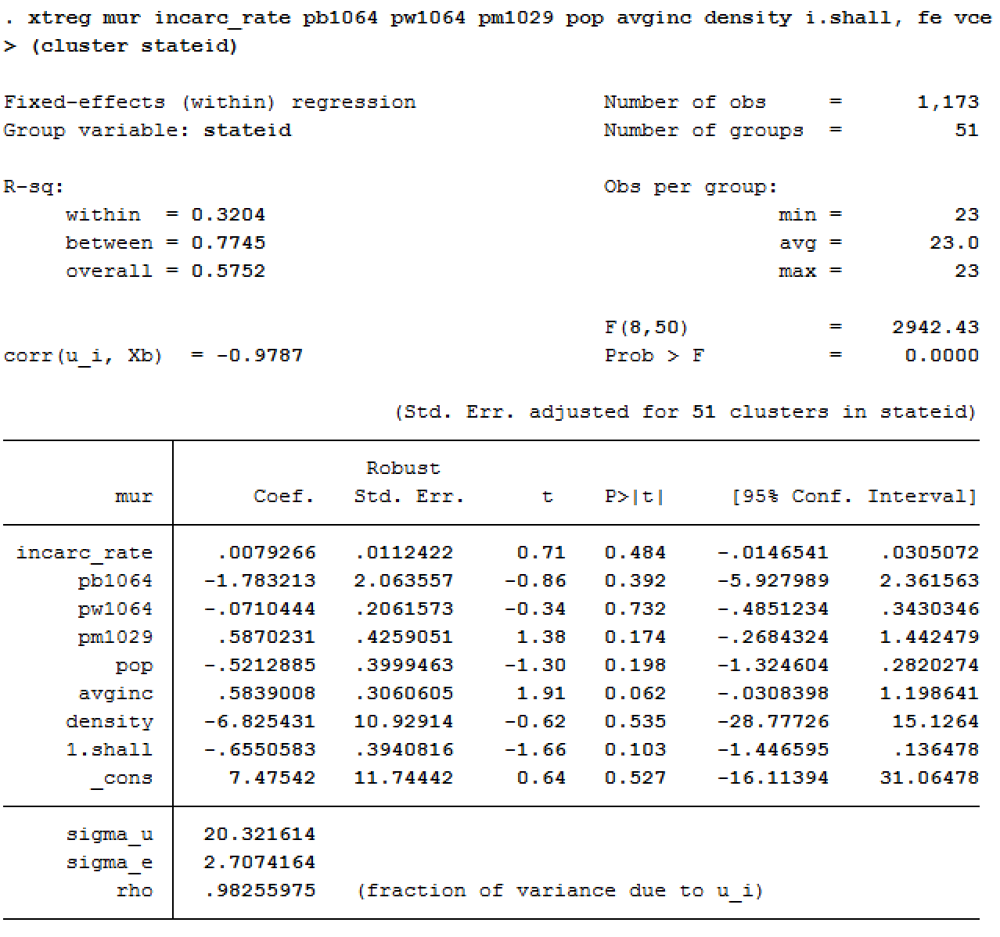 . xtreg mur incarc_rate pb1064 pw1064 pm1029 pop avginc density i.shall, fe vce
> (cluster stateid)
Fixed-effects (within) regression Number of obs = 1,173
Group variable: stateid Number of groups = 51
R-sq: Obs per group:
within = 0.3204 min = 23
between = 0.7745 avg = 23.0
overall = 0.5752 max = 23
F(8,50) = 2942.43
corr(u_i, Xb) = -0.9787 Prob > F = 0.0000
(Std. Err. adjusted for 51 clusters in stateid)
Robust
mur Coef. Std. Err. t P>|t| [95% Conf. Interval]
incarc_rate .0079266 .0112422 0.71 0.484 -.0146541 .0305072
pb1064 -1.783213 2.063557 -0.86 0.392 -5.927989 2.361563
pw1064 -.0710444 .2061573 -0.34 0.732 -.4851234 .3430346
pm1029 .5870231 .4259051 1.38 0.174 -.2684324 1.442479
pop -.5212885 .3999463 -1.30 0.198 -1.324604 .2820274
avginc .5839008 .3060605 1.91 0.062 -.0308398 1.198641
density -6.825431 10.92914 -0.62 0.535 -28.77726 15.1264
1.shall -.6550583 .3940816 -1.66 0.103 -1.446595 .136478
_cons 7.47542 11.74442 0.64 0.527 -16.11394 31.06478
sigma_u 20.321614
sigma_e 2.7074164
rho .98255975 (fraction of variance due to u_i)